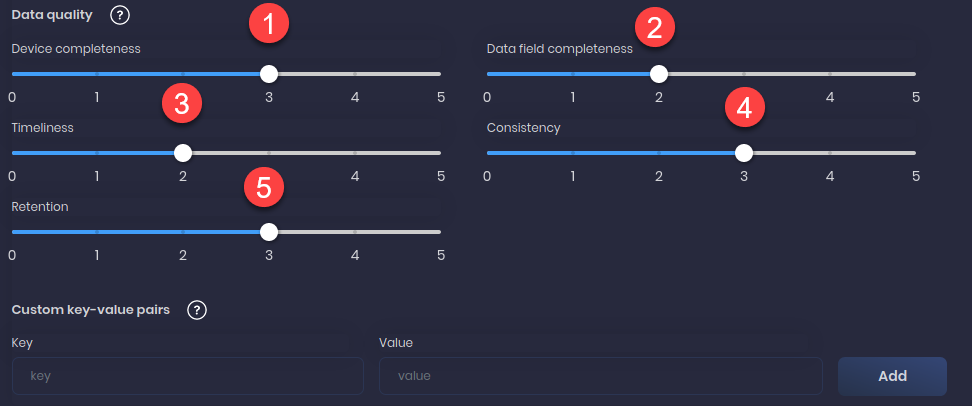 Data quality ?
1
2
Device completeness
Data field completeness
0 1 2 3 4 5
0 1 2 3 4 5
3
4
Timeliness
Consistency
0 1 2 3 4 5
0 1 2 3 4 5
5
Retention
0 1 2 3 4 5
Custom key-value pairs ?
Key
Value
key
value
Add